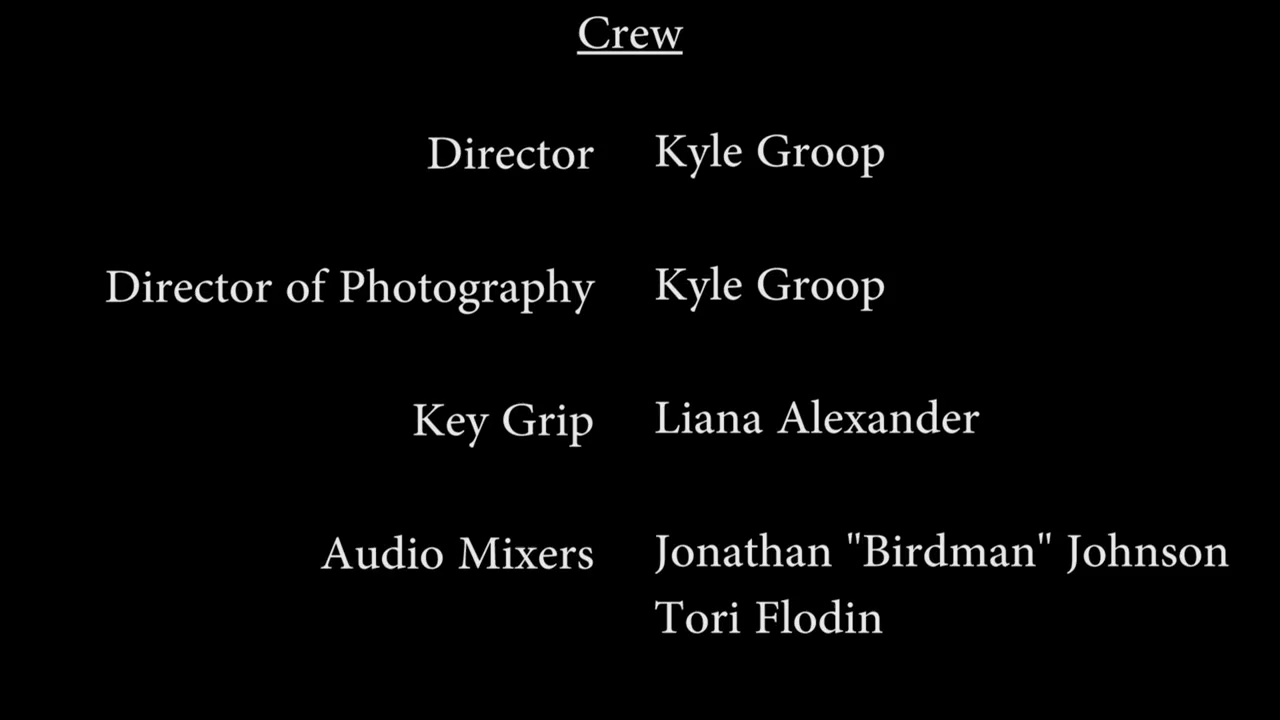 Crew
Director Kyle Groop
Director of Photography Kyle Groop
Key Grip Liana Alexander
Audio Mixers Jonathan "Birdman" Johnson
Tori Flodin